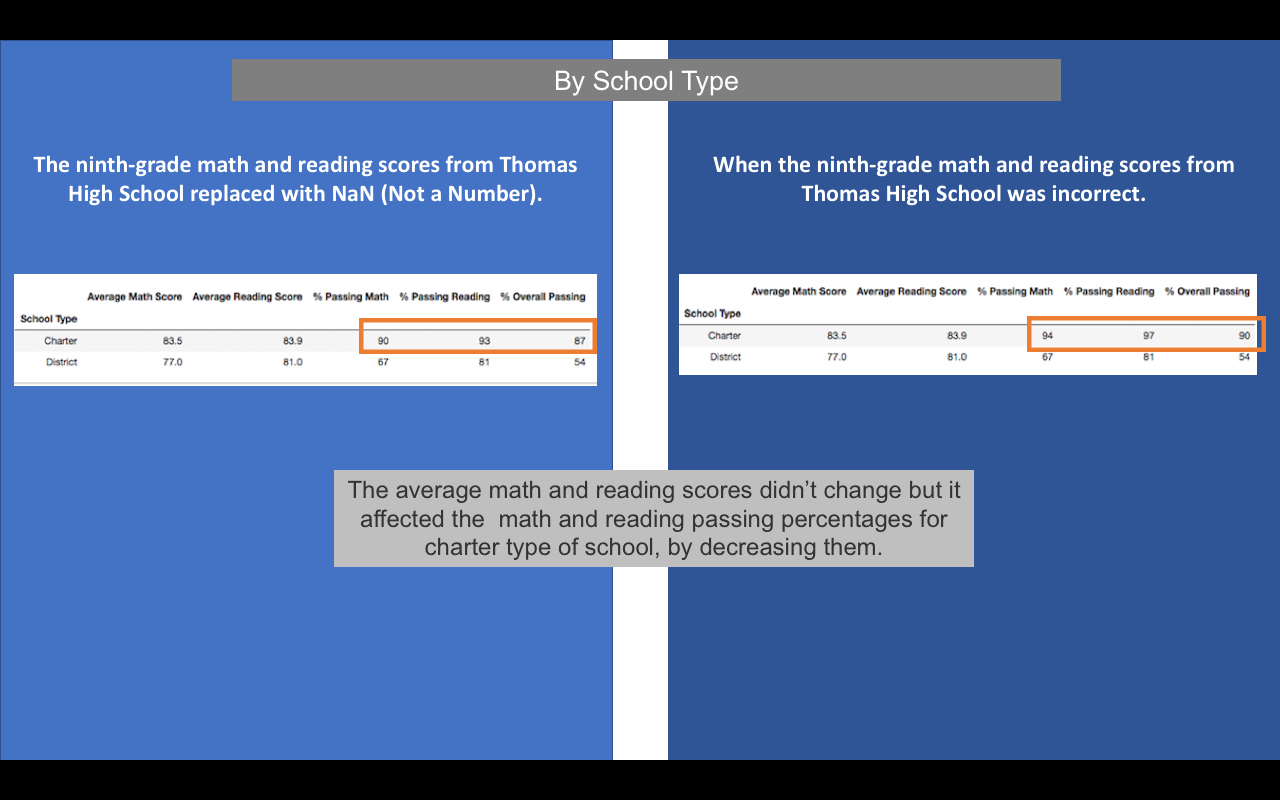 By School Type
The ninth-grade math and reading scores from Thomas
High School replaced with NaN (Not a Number).
Average Math Score Average Reading Score % Passing Math % Passing Reading % Overall Passing
School Type
Charter 83.5 83.9 90 93 87
District 77.0 81.0 67 81 54
When the ninth-grade math and reading scores from
Thomas High School was incorrect.
Average Math Score Average Reading Score % Passing Math % Passing Reading % Overall Passing
School Type
Charter 83.5 83.9 94 97 90
District 77.0 81.0 67 81 54
The average math and reading scores didn’t change but it
affected the  math and reading passing percentages for
charter type of school, by decreasing them.